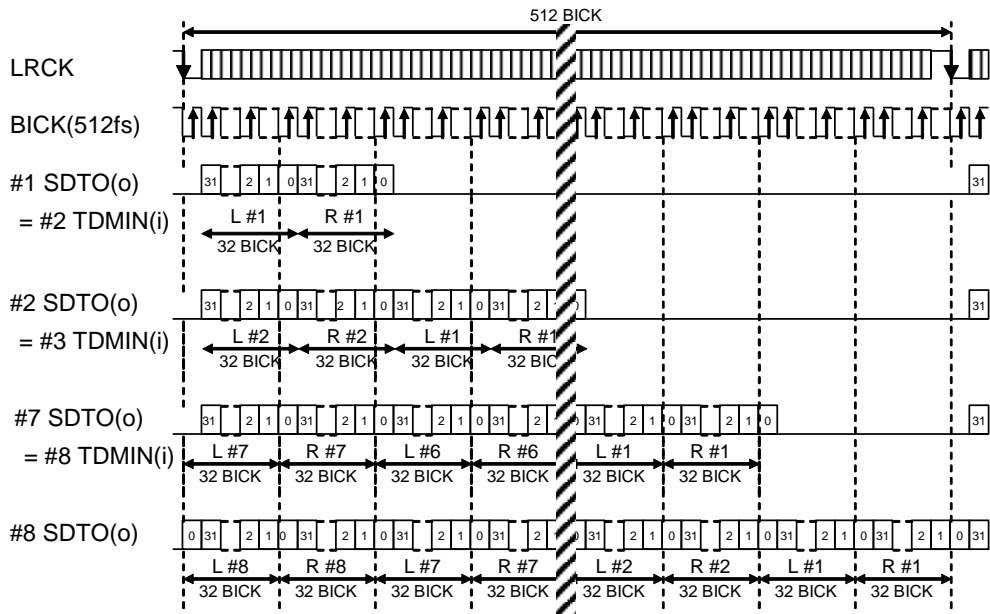 512 BICK
LRCK
BICK(512fs)
#1 SDTO(o)
31 2 1 0 31 2 1 0 31
= #2 TDMIN(i)
L #1 R #1
32 BICK 32 BICK
#2 SDTO(o)
31 2 1 0 31 2 1 0 31 2 1 0 31 2 0 31
= #3 TDMIN(i)
L #2 R #2 L #1 R #1
32 BICK 32 BICK 32 BICK 32 BICK
#7 SDTO(o)
31 2 1 0 31 2 1 0 31 2 1 0 31 2 0 31 2 1 0 31 2 1 0 31
= #8 TDMIN(i)
L #7 R #7 L #6 R #6 L #1 R #1
32 BICK 32 BICK 32 BICK 32 BICK 32 BICK 32 BICK
#8 SDTO(o)
0 31 2 1 0 31 2 1 0 31 2 1 0 31 2 0 31 2 1 0 31 2 1 0 31 2 1 0 31 2 1 0 31
L #8 R #8 L #7 R #7 L #2 R #2 L #1 R #1
32 BICK 32 BICK 32 BICK 32 BICK 32 BICK 32 BICK 32 BICK 32 BICK